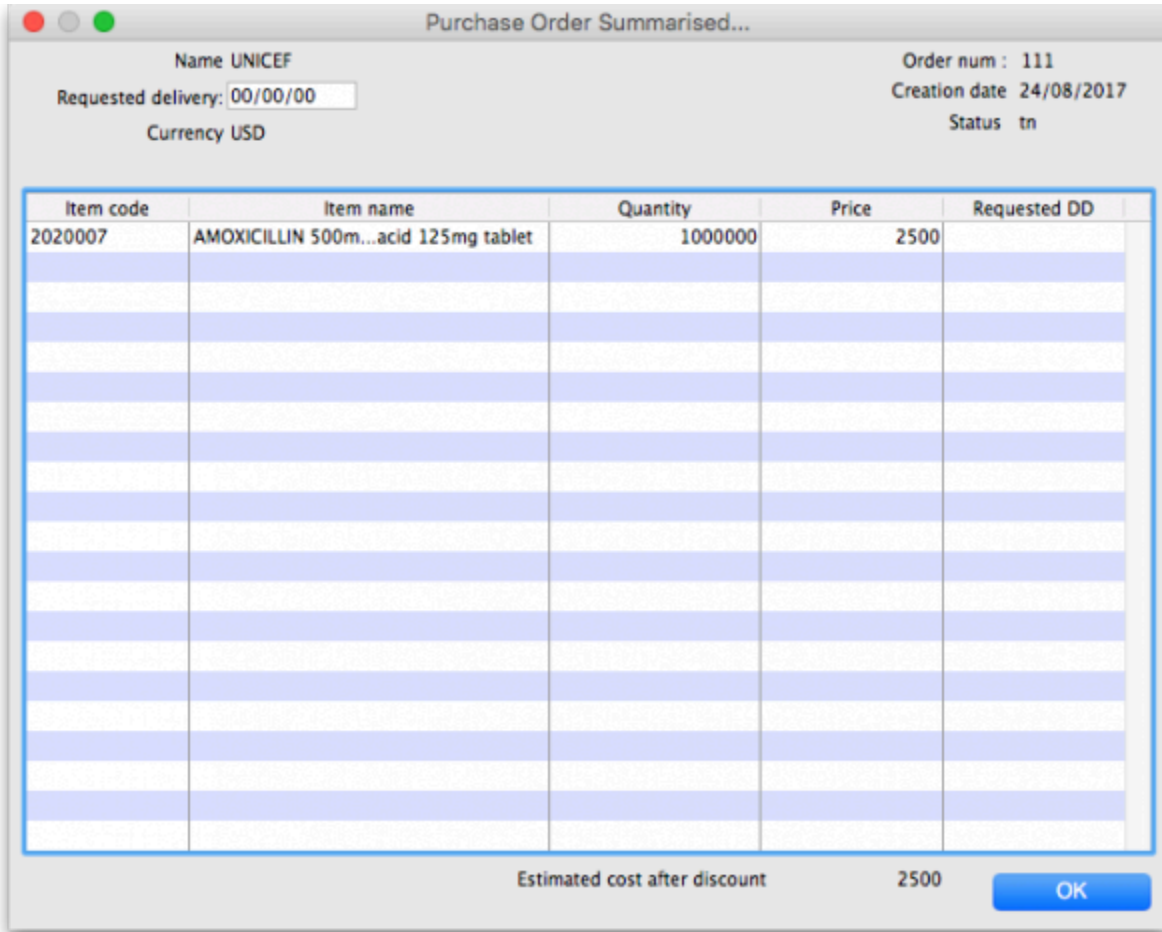 Purchase Order Summarised...
Name UNICEF
Order num : 111
Requested delivery: 00/00/00
Creation date 24/08/2017
Currency USD
Status tn
Item code Item name Quantity Price Requested DD
2020007 AMOXICILLIN 500m...acid 125mg tablet 1000000 2500
Estimated cost after discount 2500
OK